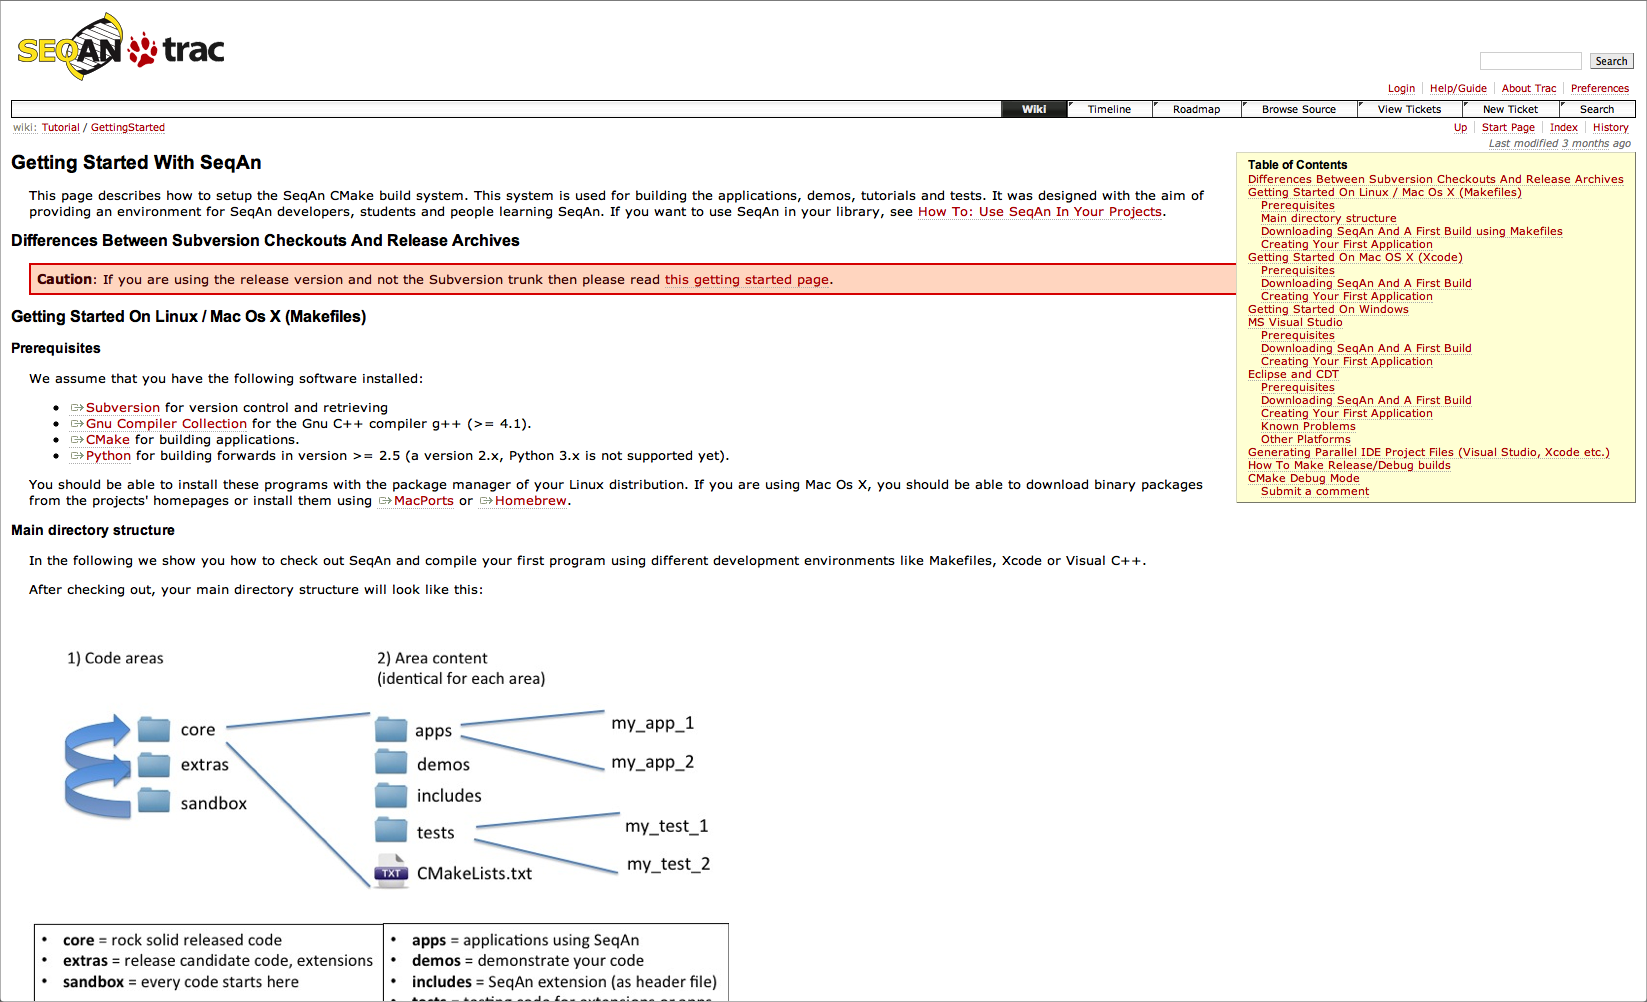 SEQAN trac
Search
Login Help/Guide About Trac Preferences
Wiki Timeline Roadmap Browse Source View Tickets New Ticket Search
wiki: Tutorial / GettingStarted
Up Start Page Index History
Last modified 3 months ago
Getting Started With SeqAn
This page describes how to setup the SeqAn CMake build system. This system is used for building the applications, demos, tutorials and tests. It was designed with the aim of
providing an environment for SeqAn developers, students and people learning SeqAn. If you want to use SeqAn in your library, see How To: Use SeqAn In Your Projects.
Differences Between Subversion Checkouts And Release Archives
Caution: If you are using the release version and not the Subversion trunk then please read this getting started page.
Getting Started On Linux / Mac Os X (Makefiles)
Prerequisites
We assume that you have the following software installed:
• Subversion for version control and retrieving
• Gnu Compiler Collection for the Gnu C++ compiler g++ (>= 4.1).
• CMake for building applications.
• Python for building forwards in version >= 2.5 (a version 2.x, Python 3.x is not supported yet).
You should be able to install these programs with the package manager of your Linux distribution. If you are using Mac Os X, you should be able to download binary packages
from the projects' homepages or install them using MacPorts or Homebrew.
Main directory structure
In the following we show you how to check out SeqAn and compile your first program using different development environments like Makefiles, Xcode or Visual C++.
After checking out, your main directory structure will look like this:
Table of Contents
Differences Between Subversion Checkouts And Release Archives
Getting Started On Linux / Mac Os X (Makefiles)
Prerequisites
Main directory structure
Downloading SeqAn And A First Build using Makefiles
Creating Your First Application
Getting Started On Mac OS X (Xcode)
Prerequisites
Downloading SeqAn And A First Build
Creating Your First Application
Getting Started On Windows
MS Visual Studio
Prerequisites
Downloading SeqAn And A First Build
Creating Your First Application
Eclipse and CDT
Prerequisites
Downloading SeqAn And A First Build
Creating Your First Application
Known Problems
Other Platforms
Generating Parallel IDE Project Files (Visual Studio, Xcode etc.)
How To Make Release/Debug builds
CMake Debug Mode
Submit a comment
1) Code areas
core
extras
sandbox
2) Area content
(identical for each area)
apps
demos
includes
tests
TXT CMakeLists.txt
my_app_1
my_app_2
my_test_1
my_test_2
• core = rock solid released code
• extras = release candidate code, extensions
• sandbox = every code starts here
• apps = applications using SeqAn
• demos = demonstrate your code
• includes = SeqAn extension (as header file)
• tests = testing code for extensions or apps